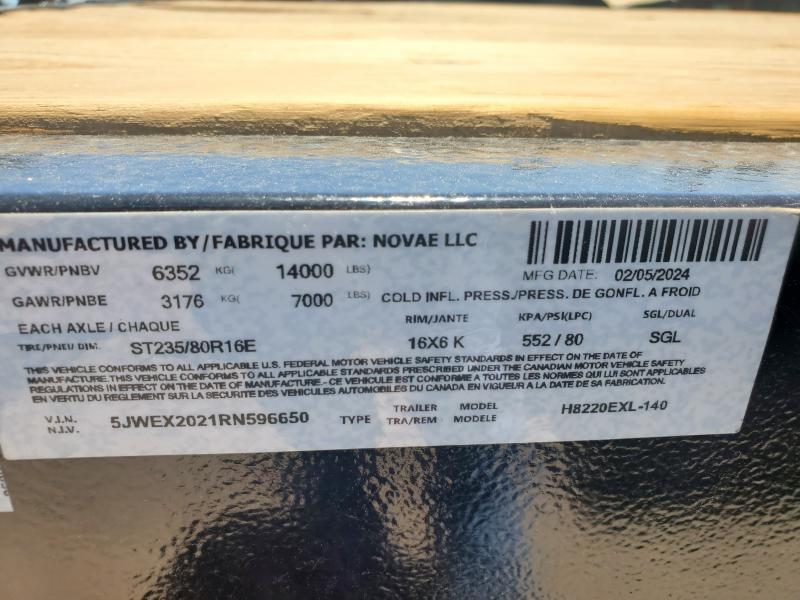 MANUFACTURED BY/FABRIQUE PAR: NOVAE LLC
MFG DATE: 02/05/2024
GVWR/PNBV 6352 KG( 14000 LBS)
GAWR/PNBE 3176 KG( 7000 LBS) COLD INFL. PRESS./PRESS. DE GONFL. A FROID
EACH AXLE / CHAQUE RIM/JANTE KPA/PSI(LPC) SGL/DUAL
TIRE/PNEU DIM. ST235/80R16E 16X6 K 552 / 80 SGL
THIS VEHICLE CONFORMS TO ALL APPLICABLE U.S. FEDERAL MOTOR VEHICLE SAFETY STANDARDS IN EFFECT ON THE DATE OF
MANUFACTURE.THIS VEHICLE CONFORMS TO ALL APPLICABLE STANDARDS PRESCRIBED UNDER THE CANADIAN MOTOR VEHICLE SAFETY
REGULATIONS IN EFFECT ON THE DATE OF MANUFACTURE.- CE VEHICULE EST CONFORME A TOUTES LES NORMES QUI LUI SONT APPLICABLES
EN VERTU DU REGLEMENT SUR LA SECURITE DES VEHICULES AUTOMOBILES DU CANADA EN VIGUEUR A LA DATE DE SA FABRICATION.
V.I.N. 5JWEX2021RN596650 TYPE TRAILER MODEL H8220EXL-140
N.I.V. TRA/REM MODELE